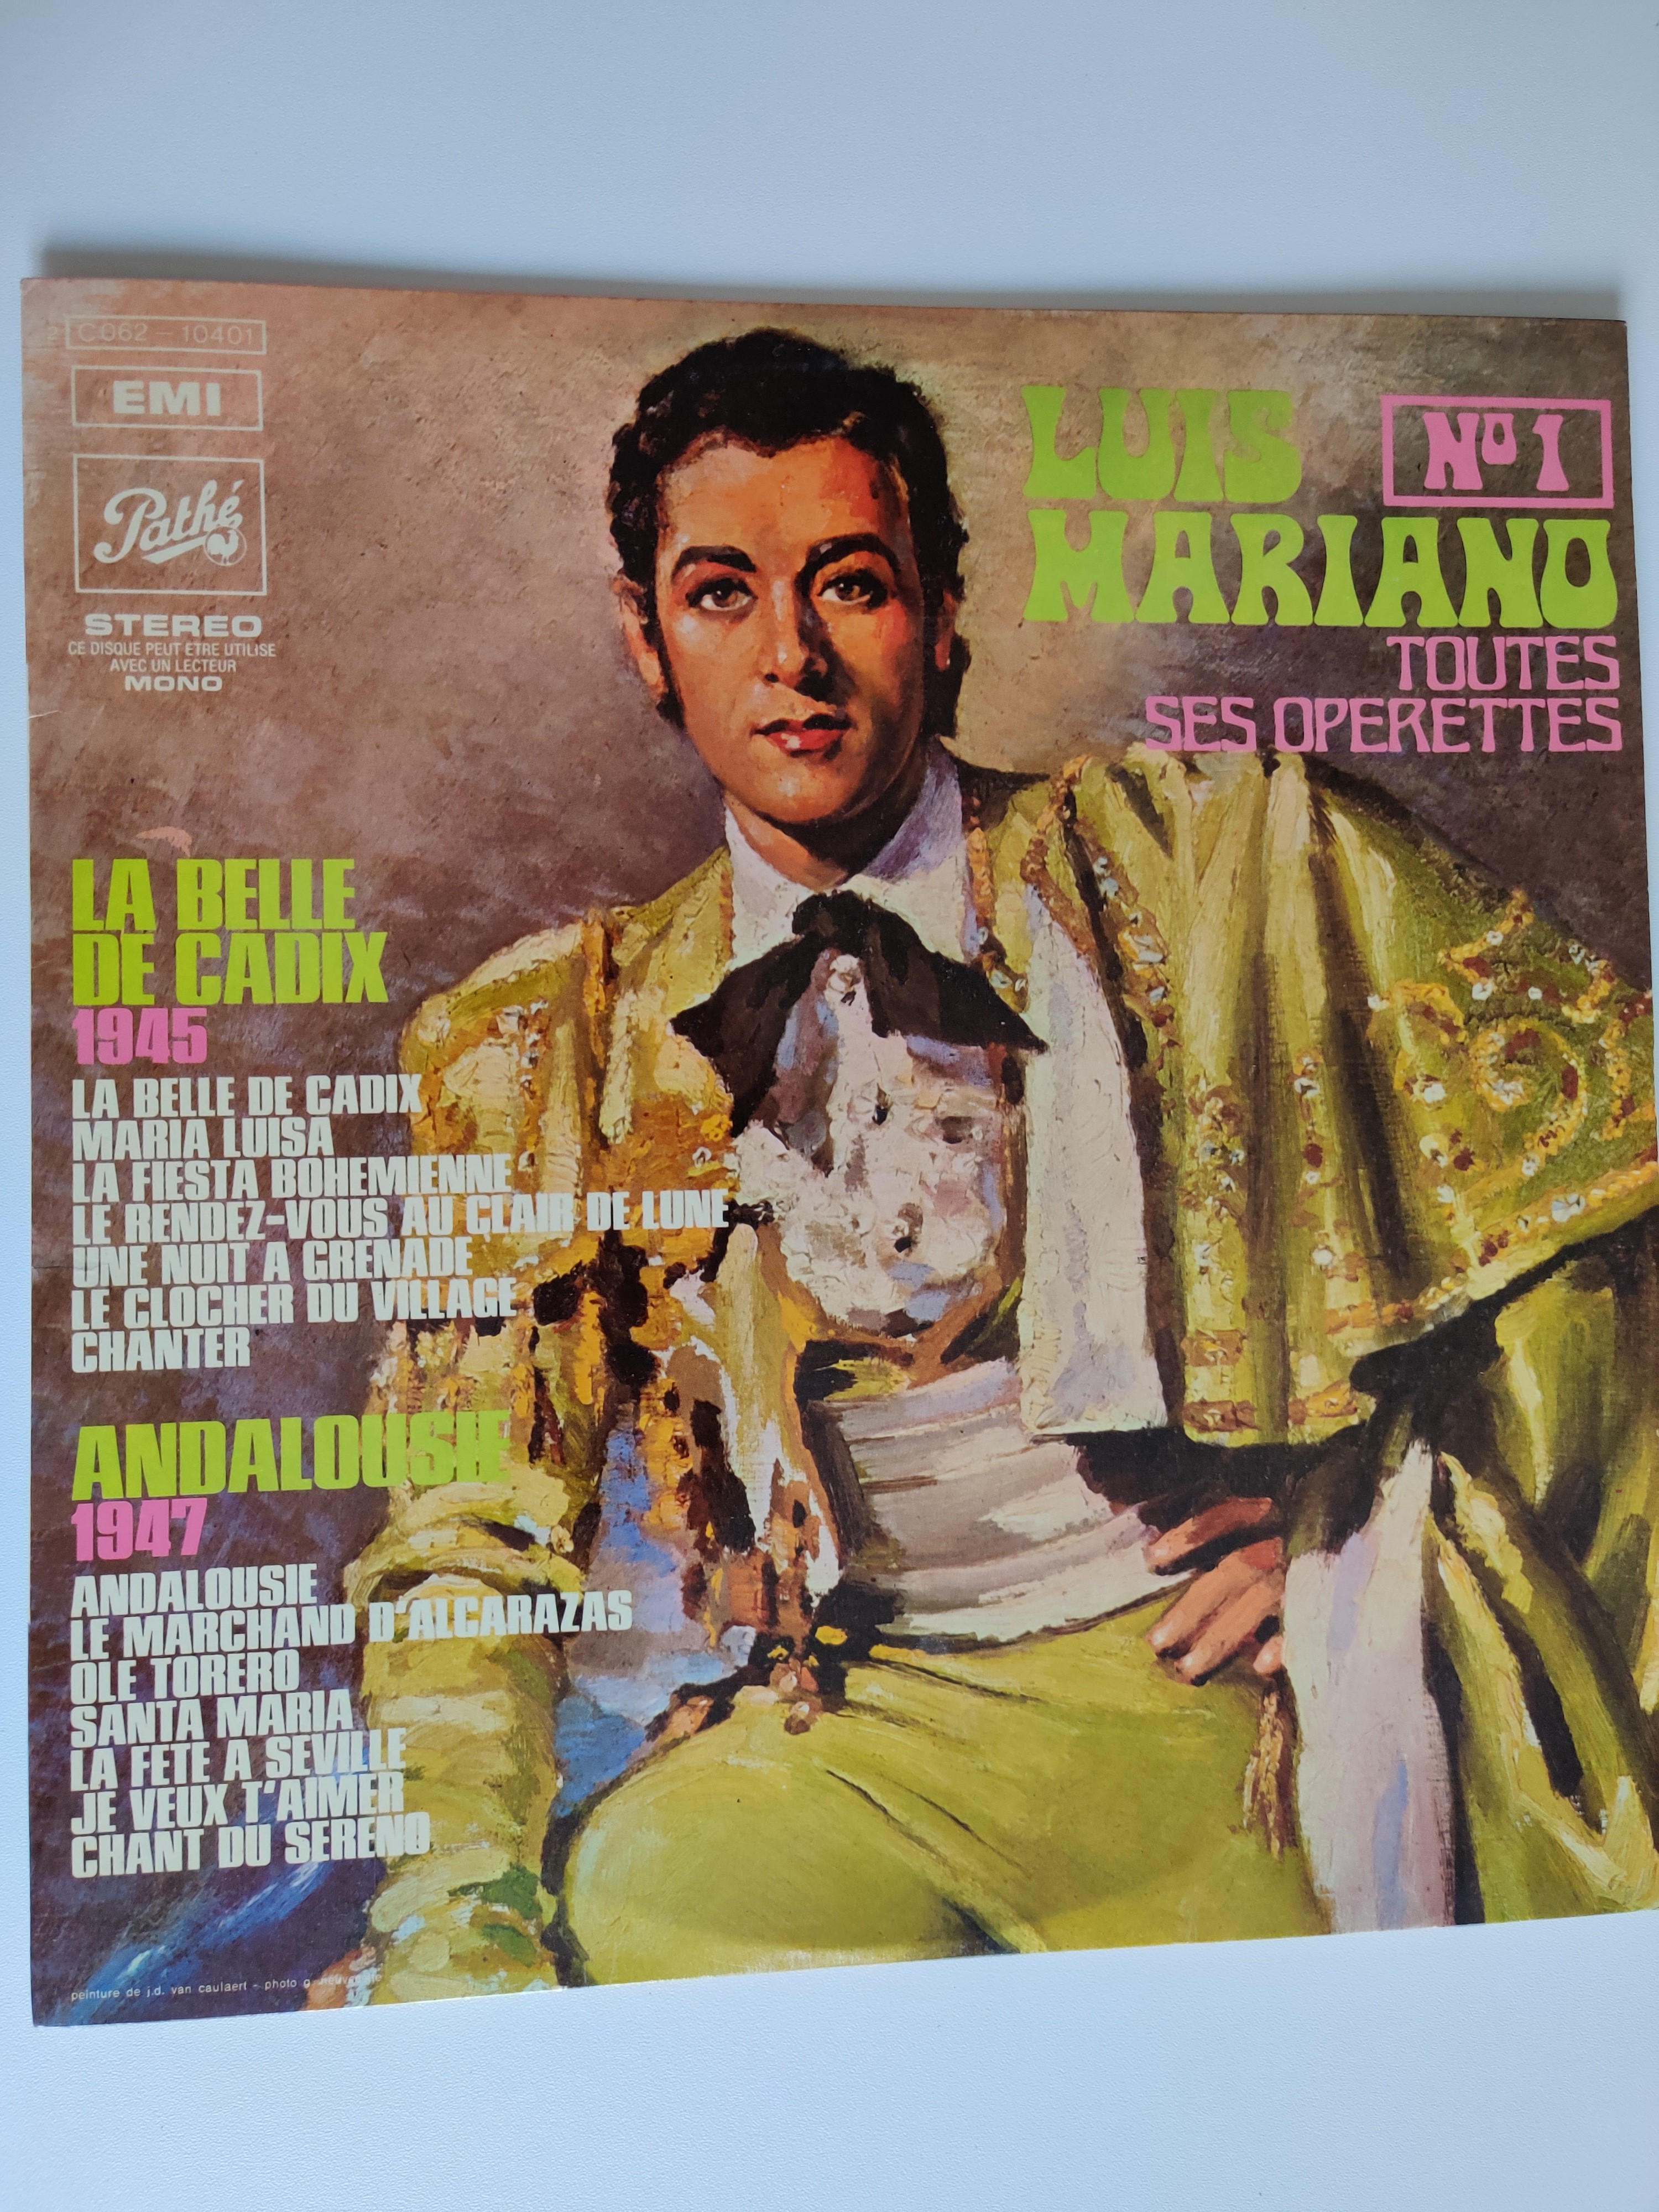 2 C 062 - 10401
EMI
Pathé
STEREO
CE DISQUE PEUT ETRE UTILISE
AVEC UN LECTEUR
MONO
LUIS
Nº 1
MARIANO
TOUTES
SES OPERETTES
LA BELLE
DE CADIX
1945
LA BELLE DE CADIX
MARIA LUISA
LA FIESTA BOHEMIENNE
LE RENDEZ-VOUS AU CLAIR DE LUNE
UNE NUIT A GRENADE
LE CLOCHER DU VILLAGE
CHANTER
ANDALOUSIE
1947
ANDALOUSIE
LE MARCHAND D'ALCARAZAS
OLE TORERO
SANTA MARIA
LA FETE A SEVILLE
JE VEUX T'AIMER
CHANT DU SERENO
peinture de j.d. van caulaert - photo g.